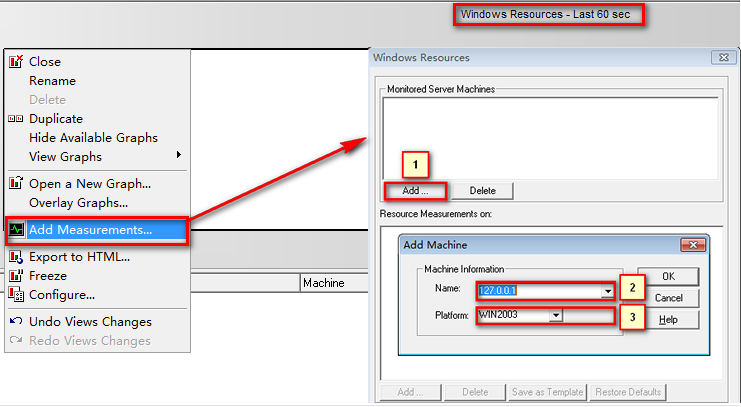 Windows Resources - Last 60 sec
Close
Rename
Delete
Duplicate
Hide Available Graphs
View Graphs
Open a New Graph...
Overlay Graphs...
Add Measurements...
Export to HTML...
Freeze
Configure...
Undo Views Changes
Redo Views Changes
Machine
Windows Resources
Monitored Server Machines
1
Add ...
Delete
Resource Measurements on:
Add Machine
Machine Information
Name:
127.0.0.1
2
Platform:
WIN2003
3
OK
Cancel
Help
Add ...
Delete
Save as Template
Restore Defaults